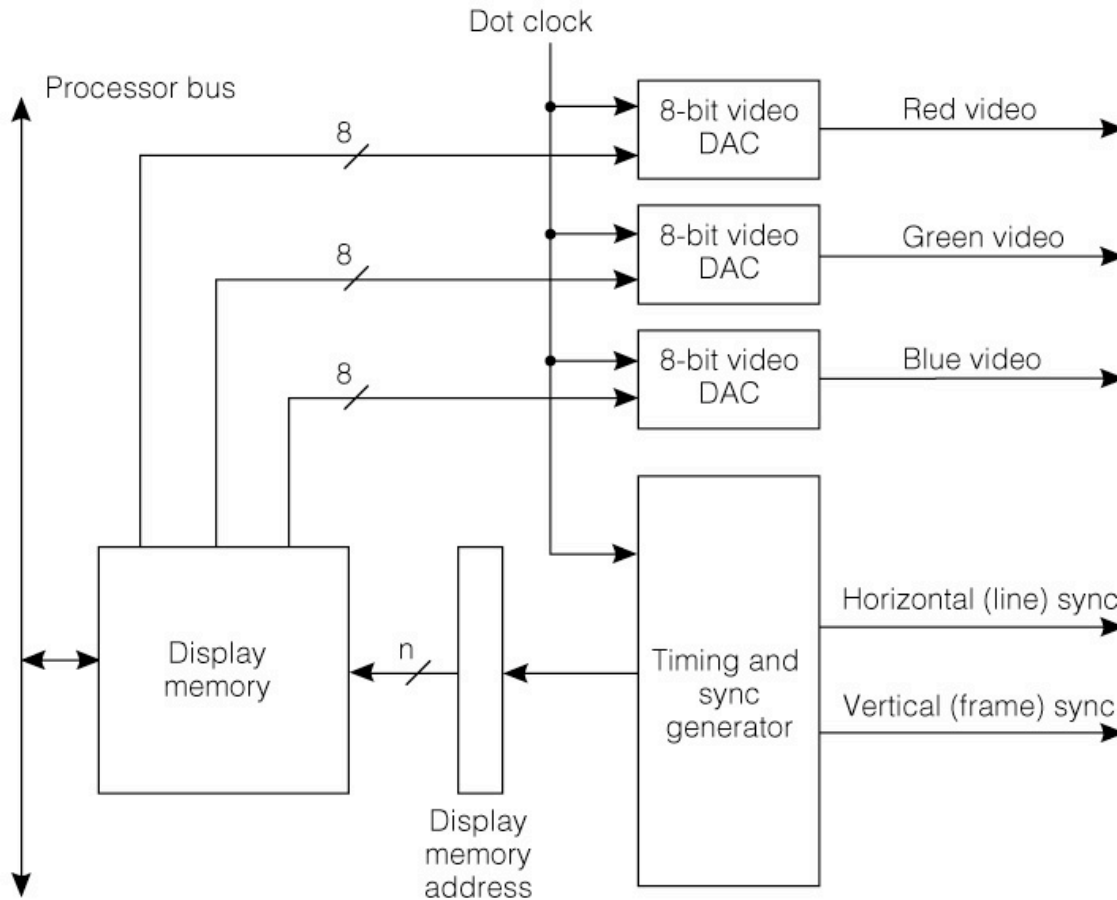 Dot clock
Processor bus
8
8-bit video
DAC
Red video
8
8-bit video
DAC
Green video
8
8-bit video
DAC
Blue video
Display
memory
n
Display
memory
address
Timing and
sync
generator
Horizontal (line) sync
Vertical (frame) sync